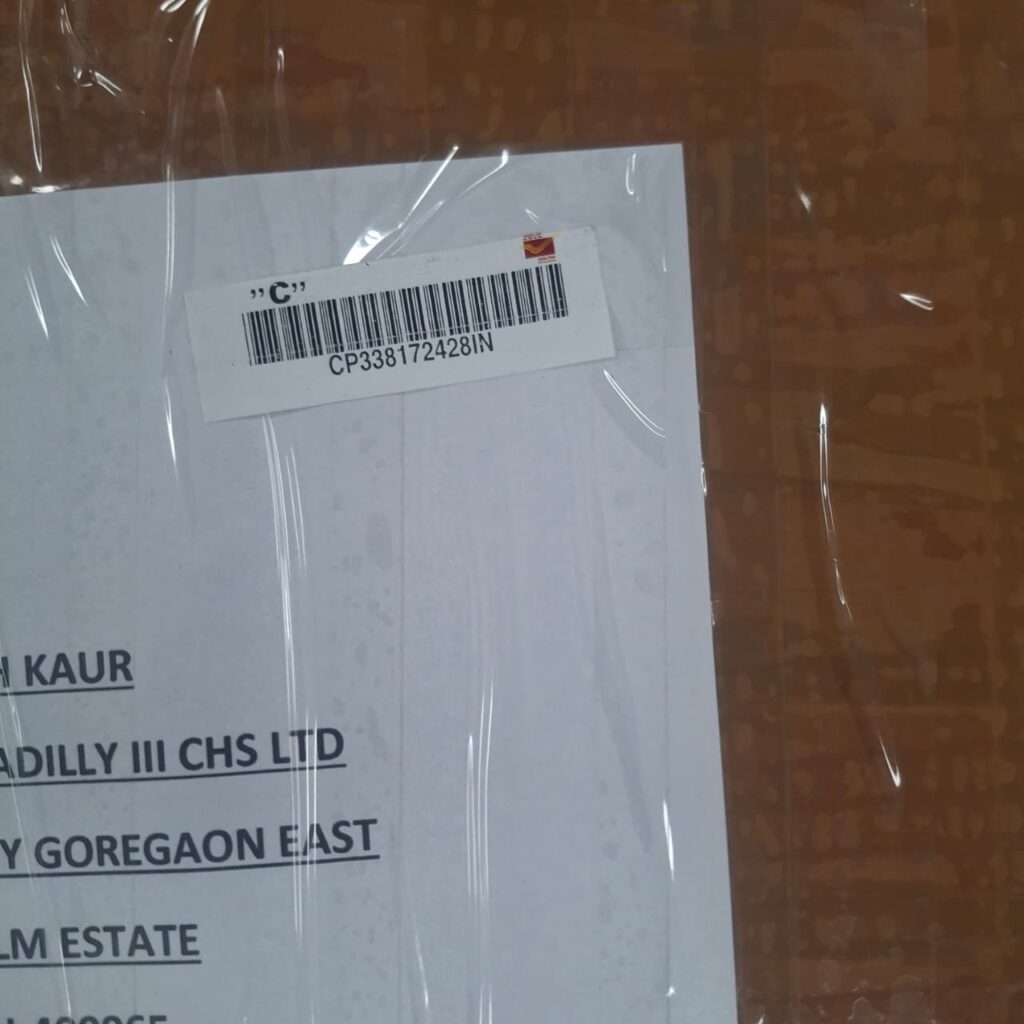 "C"
CP338172428IN
H KAUR
ADILLY III CHS LTD
Y GOREGAON EAST
LM ESTATE